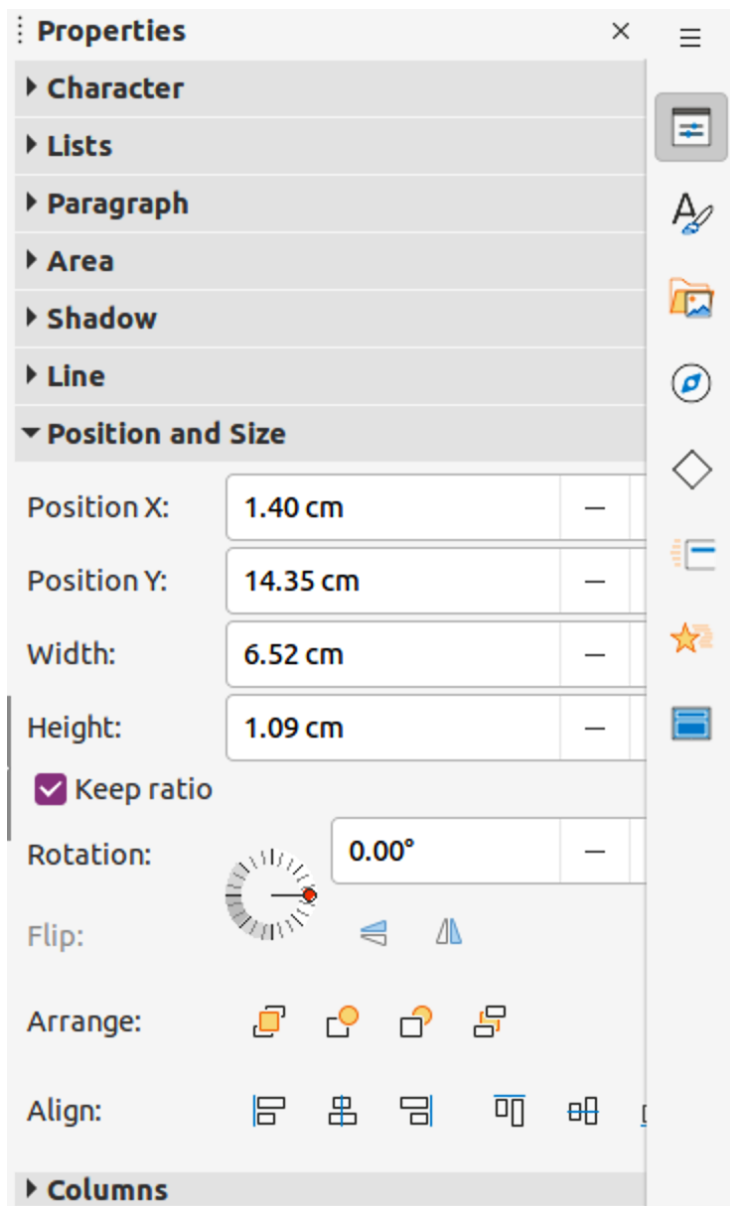 Properties
Character
Lists
Paragraph
Area
Shadow
Line
Position and Size
Position X: 1.40 cm
Position Y: 14.35 cm
Width: 6.52 cm
Height: 1.09 cm
Keep ratio
Rotation: 0.00°
Flip:
Arrange:
Align:
Columns